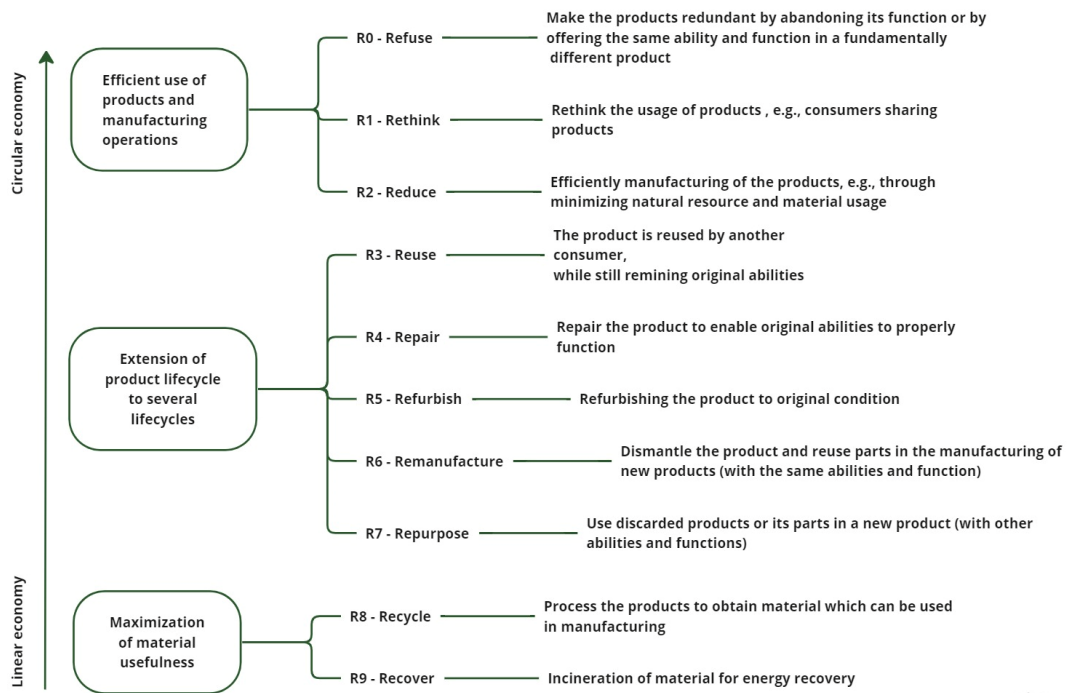 Circular economy
Linear economy
Efficient use of
products and
manufacturing
operations
R0 - Refuse
Make the products redundant by abandoning its function or by
offering the same ability and function in a fundamentally
different product
R1 - Rethink
Rethink the usage of products , e.g., consumers sharing
products
R2 - Reduce
Efficiently manufacturing of the products, e.g., through
minimizing natural resource and material usage
Extension of
product lifecycle
to several
lifecycles
R3 - Reuse
The product is reused by another
consumer,
while still remining original abilities
R4 - Repair
Repair the product to enable original abilities to properly
function
R5 - Refurbish
Refurbishing the product to original condition
R6 - Remanufacture
Dismantle the product and reuse parts in the manufacturing of
new products (with the same abilities and function)
R7 - Repurpose
Use discarded products or its parts in a new product (with other
abilities and functions)
Maximization
of material
usefulness
R8 - Recycle
Process the products to obtain material which can be used
in manufacturing
R9 - Recover
Incineration of material for energy recovery